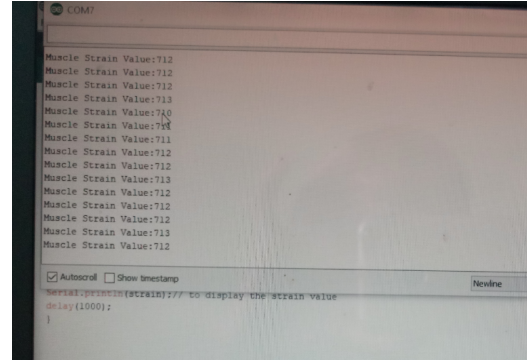 COM7
Muscle Strain Value:712
Muscle Strain Value:712
Muscle Strain Value:712
Muscle Strain Value:713
Muscle Strain Value:710
Muscle Strain Value:711
Muscle Strain Value:711
Muscle Strain Value:712
Muscle Strain Value:712
Muscle Strain Value:713
Muscle Strain Value:712
Muscle Strain Value:712
Muscle Strain Value:712
Muscle Strain Value:713
Muscle Strain Value:712
Autoscroll Show timestamp
Newline
Serial.println(strain);// to display the strain value
delay(1000);
}